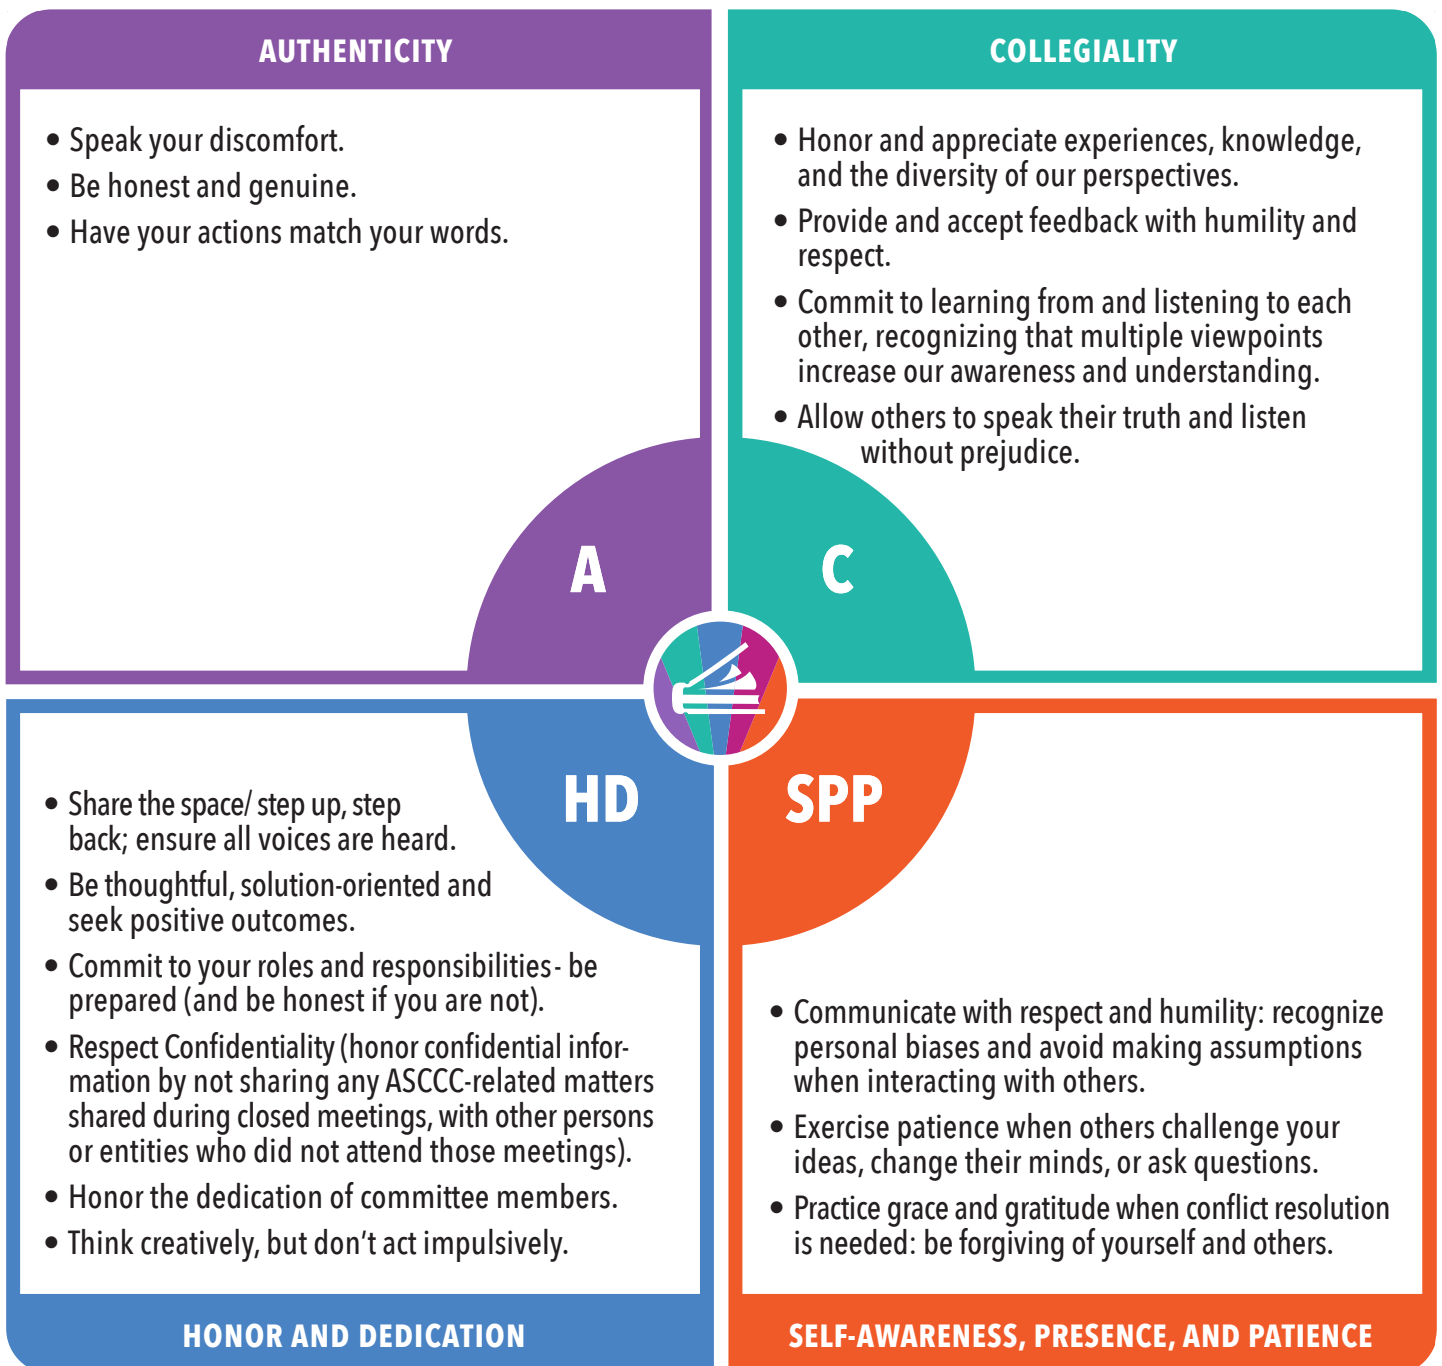 AUTHENTICITY
• Speak your discomfort.
• Be honest and genuine.
• Have your actions match your words.
A
COLLEGIALITY
• Honor and appreciate experiences, knowledge,
and the diversity of our perspectives.
• Provide and accept feedback with humility and
respect.
• Commit to learning from and listening to each
other, recognizing that multiple viewpoints
increase our awareness and understanding.
• Allow others to speak their truth and listen
without prejudice.
C
HD
• Share the space/ step up, step
back; ensure all voices are heard.
• Be thoughtful, solution-oriented and
seek positive outcomes.
• Commit to your roles and responsibilities- be
prepared (and be honest if you are not).
• Respect Confidentiality (honor confidential infor-
mation by not sharing any ASCCC-related matters
shared during closed meetings, with other persons
or entities who did not attend those meetings).
• Honor the dedication of committee members.
• Think creatively, but don't act impulsively.
HONOR AND DEDICATION
SPP
• Communicate with respect and humility: recognize
personal biases and avoid making assumptions
when interacting with others.
• Exercise patience when others challenge your
ideas, change their minds, or ask questions.
• Practice grace and gratitude when conflict resolution
is needed: be forgiving of yourself and others.
SELF-AWARENESS, PRESENCE, AND PATIENCE